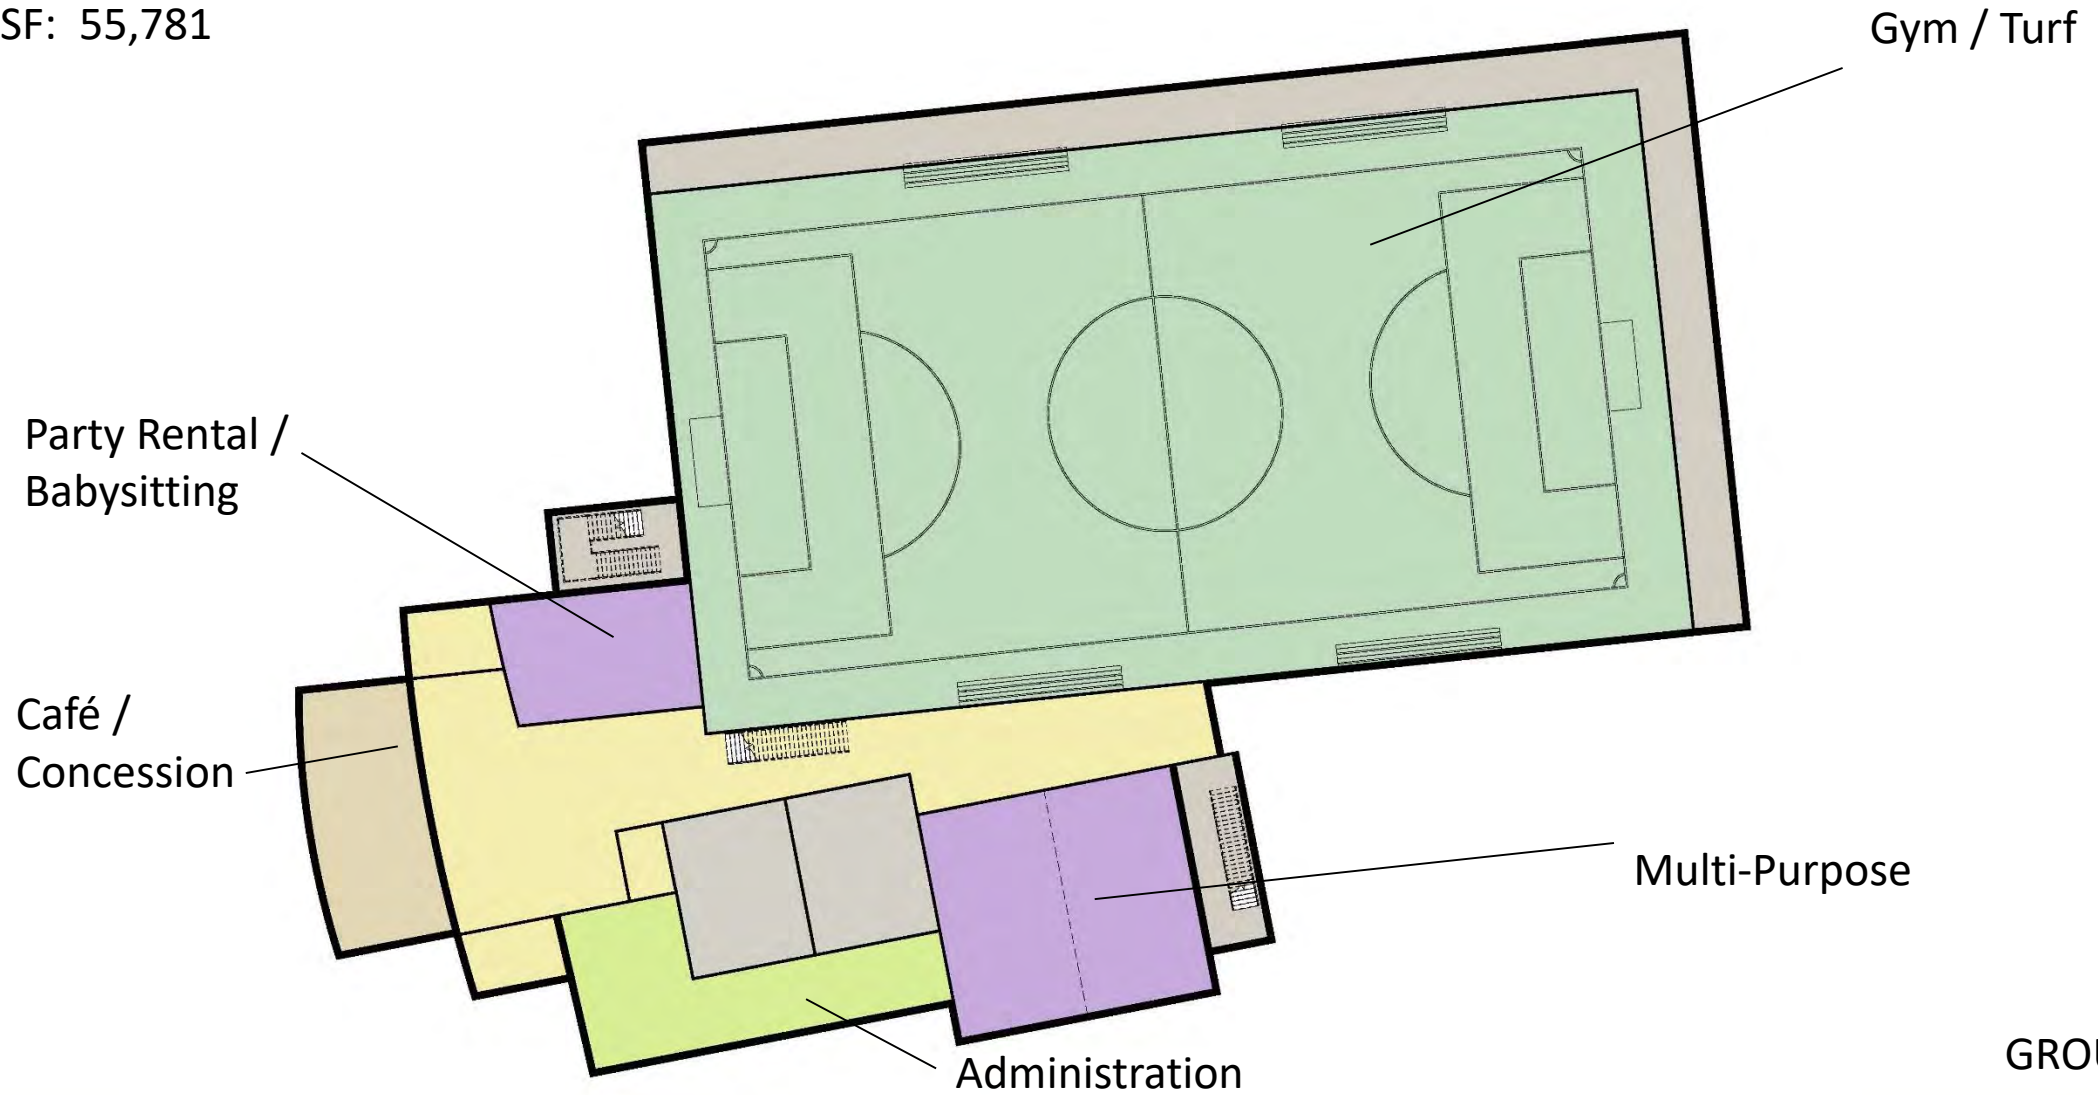 SF:  55,781
Gym / Turf
Party Rental /
Babysitting
Café /
Concession
Multi-Purpose
Administration